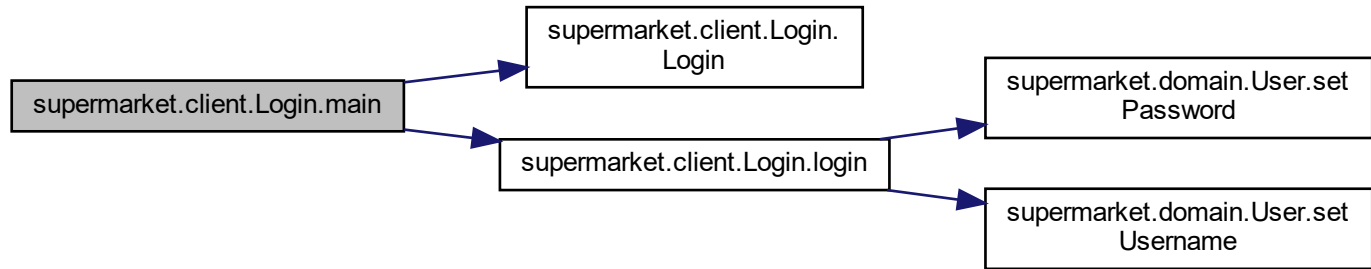 supermarket.client.Login.main
supermarket.client.Login.
Login
supermarket.client.Login.login
supermarket.domain.User.set
Password
supermarket.domain.User.set
Username